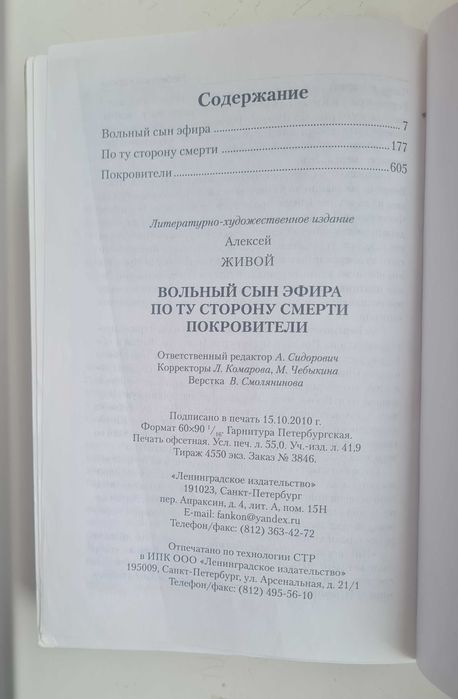 Содержание
Вольный сын эфира ........................................ 7
По ту сторону смерти ........................................ 177
Покровители ........................................ 605
Литературно-художественное издание
Алексей
ЖИВОЙ
ВОЛЬНЫЙ СЫН ЭФИРА
ПО ТУ СТОРОНУ СМЕРТИ
ПОКРОВИТЕЛИ
Ответственный редактор А. Сидорович
Корректоры Л. Комарова, М. Чебыкина
Верстка В. Смолянинова
Подписано в печать 15.10.2010 г.
Формат 60×90 1/16. Гарнитура Петербургская.
Печать офсетная. Усл. печ. л. 55,0. Уч.-изд. л. 41,9
Тираж 4550 экз. Заказ № 3846.
«Ленинградское издательство»
191023, Санкт-Петербург
пер. Апраксин, д. 4, лит. А, пом. 15Н
E-mail: fankon@yandex.ru
Телефон/факс: (812) 363-42-72
Отпечатано по технологии CTP
в ИПК ООО «Ленинградское издательство»
195009, Санкт-Петербург, ул. Арсенальная, д. 21/1
Телефон/факс: (812) 495-56-10